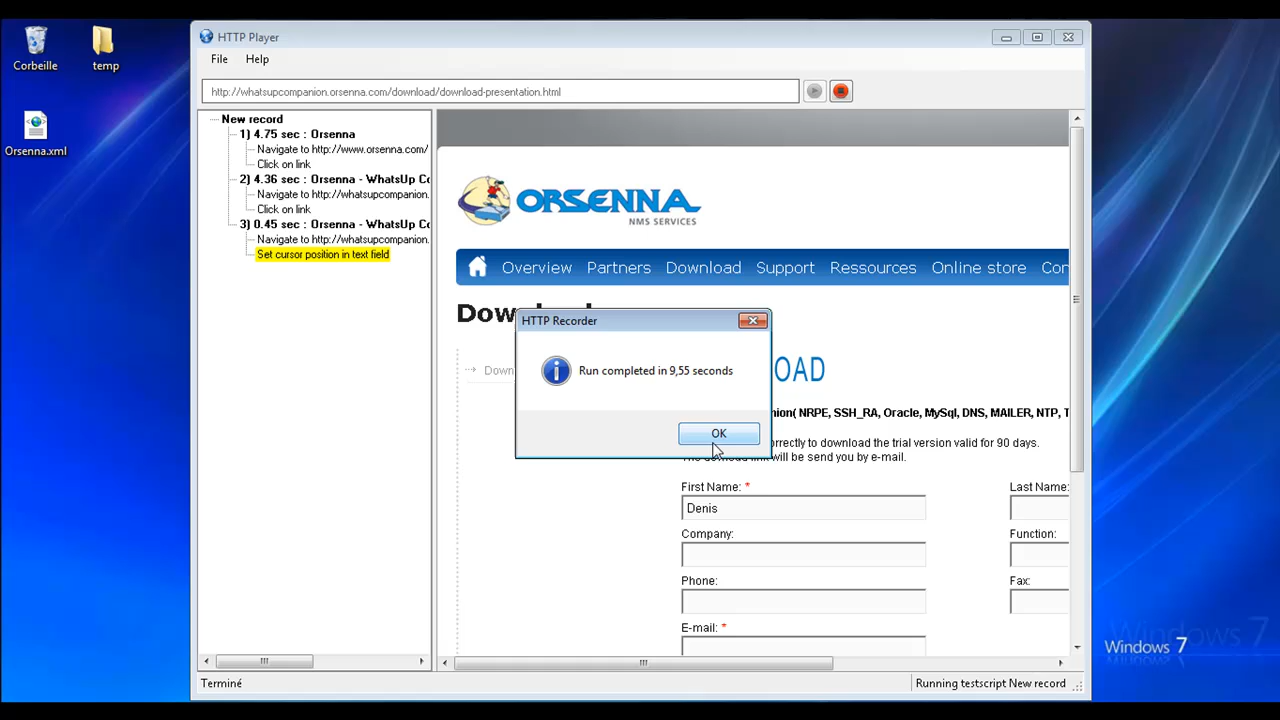 Corbeille
temp
Orsenna.xml
HTTP Player
File Help
http://whatsupcompanion.orsenna.com/download/download-presentation.html
New record
1) 4.75 sec : Orsenna
Navigate to http://www.orsenna.com/
Click on link
2) 4.36 sec : Orsenna - WhatsUp Co
Navigate to http://whatsupcompanion.
Click on link
3) 0.45 sec : Orsenna - WhatsUp Co
Navigate to http://whatsupcompanion.
Set cursor position in text field
ORSENNA
NMS SERVICES
Overview Partners Download Support Ressources Online store Con
Dow
Down
OAD
HTTP Recorder
Run completed in 9,55 seconds
OK
nion( NRPE, SSH_RA, Oracle, MySql, DNS, MAILER, NTP, T
rrectly to download the trial version valid for 90 days.
will be send you by e-mail.
First Name: *
Last Name:
Denis
Company:
Function:
Phone:
Fax:
E-mail: *
Windows 7
Terminé
Running testscript New record